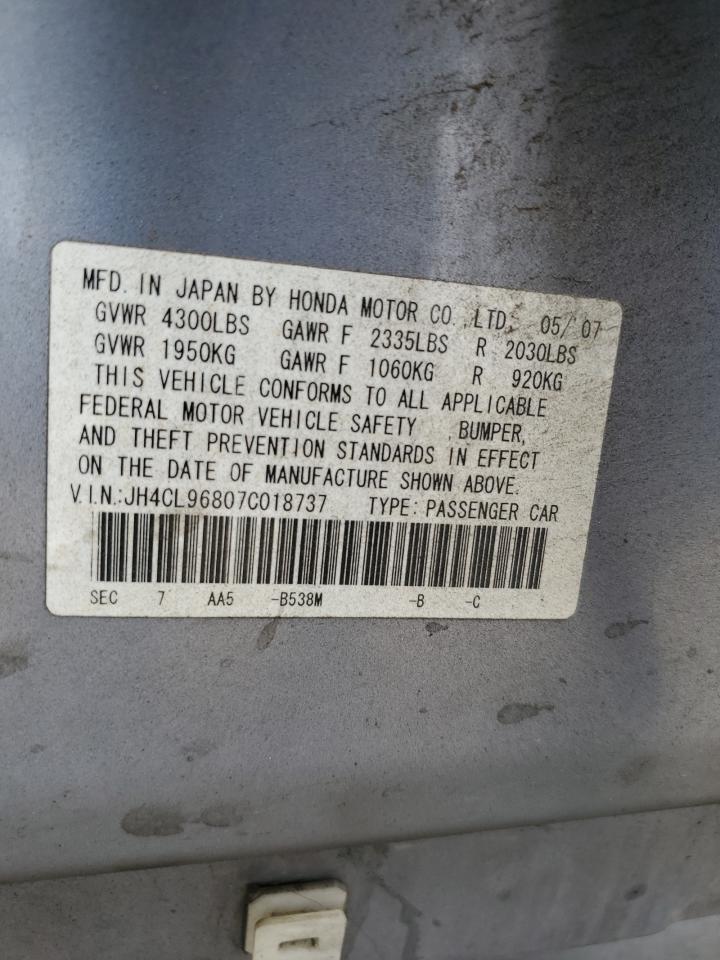 MFD. IN JAPAN BY HONDA MOTOR CO., LTD. 05/ 07
GVWR 4300LBS GAWR F 2335LBS R 2030LBS
GVWR 1950KG GAWR F 1060KG R 920KG
THIS VEHICLE CONFORMS TO ALL APPLICABLE
FEDERAL MOTOR VEHICLE SAFETY , BUMPER,
AND THEFT PREVENTION STANDARDS IN EFFECT
ON THE DATE OF MANUFACTURE SHOWN ABOVE.
V.I.N.:JH4CL96807C018737 TYPE: PASSENGER CAR
SEC 7 AA5 -B538M -B -C